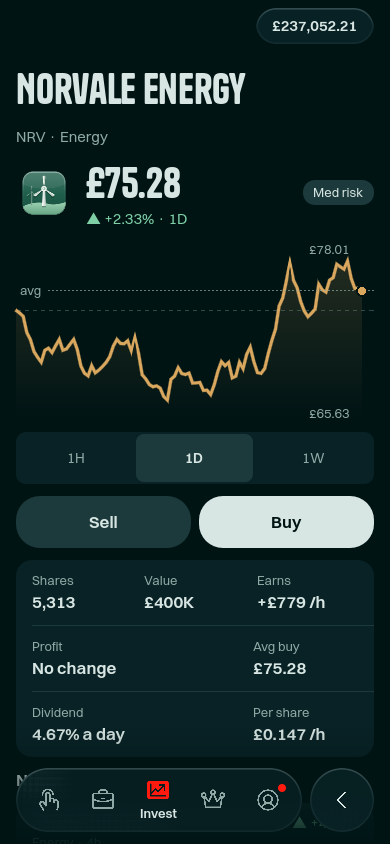 £237,052.21
NORVALE ENERGY
NRV · Energy
£75.28
+2.33% · 1D
Med risk
£78.01
avg
£65.63
1H 1D 1W
Sell Buy
Shares Value Earns
5,313 £400K +£779 /h
Profit Avg buy
No change £75.28
Dividend Per share
4.67% a day £0.147 /h
Invest